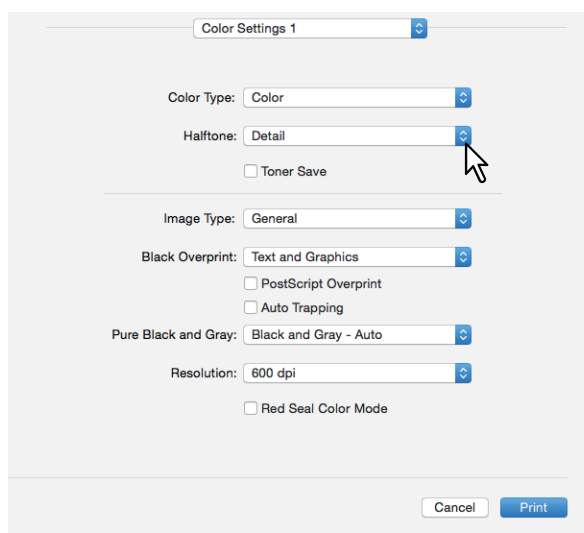 Color Settings 1
Color Type: Color
Halftone: Detail
Toner Save
Image Type: General
Black Overprint: Text and Graphics
PostScript Overprint
Auto Trapping
Pure Black and Gray: Black and Gray - Auto
Resolution: 600 dpi
Red Seal Color Mode
Cancel Print